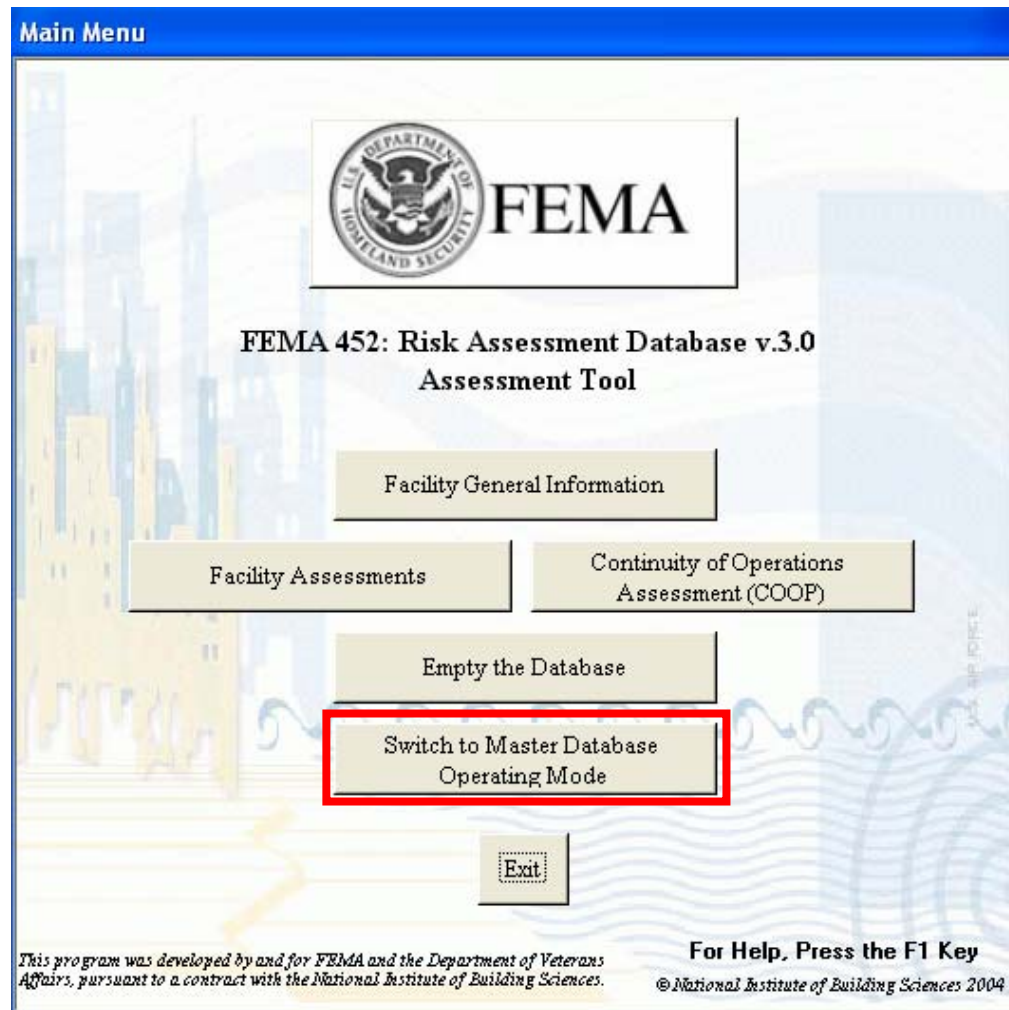 Main Menu
U.S. DEPARTMENT OF
HOMELAND SECURITY
FEMA
FEMA 452: Risk Assessment Database v.3.0
Assessment Tool
Facility General Information
Facility Assessments
Continuity of Operations
Assessment (COOP)
Empty the Database
U.S. AIR FORCE
Switch to Master Database
Operating Mode
Exit
This program was developed by and for FEMA and the Department of Veterans
Affairs, pursuant to a contract with the National Institute of Building Sciences.
For Help, Press the F1 Key
© National Institute of Building Sciences 2004